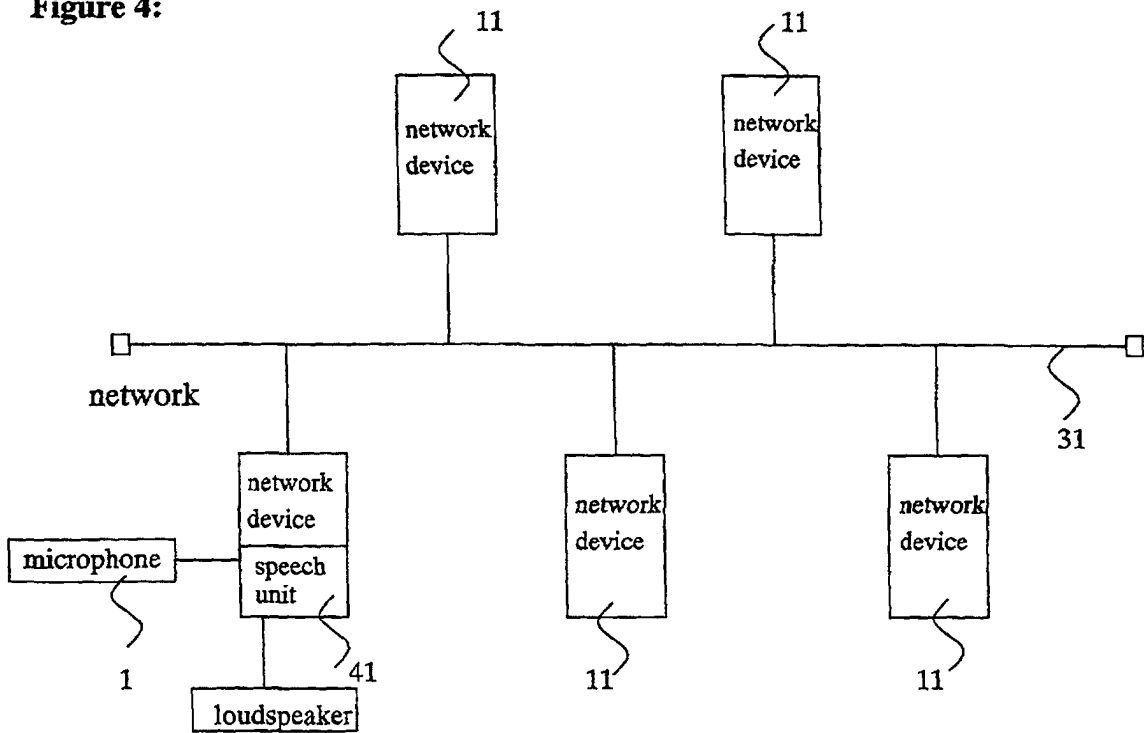 Figure 4:
11
11
network
device
network
device
network
31
network
device
network
device
network
device
microphone
speech
unit
1
41
11
11
loudspeaker